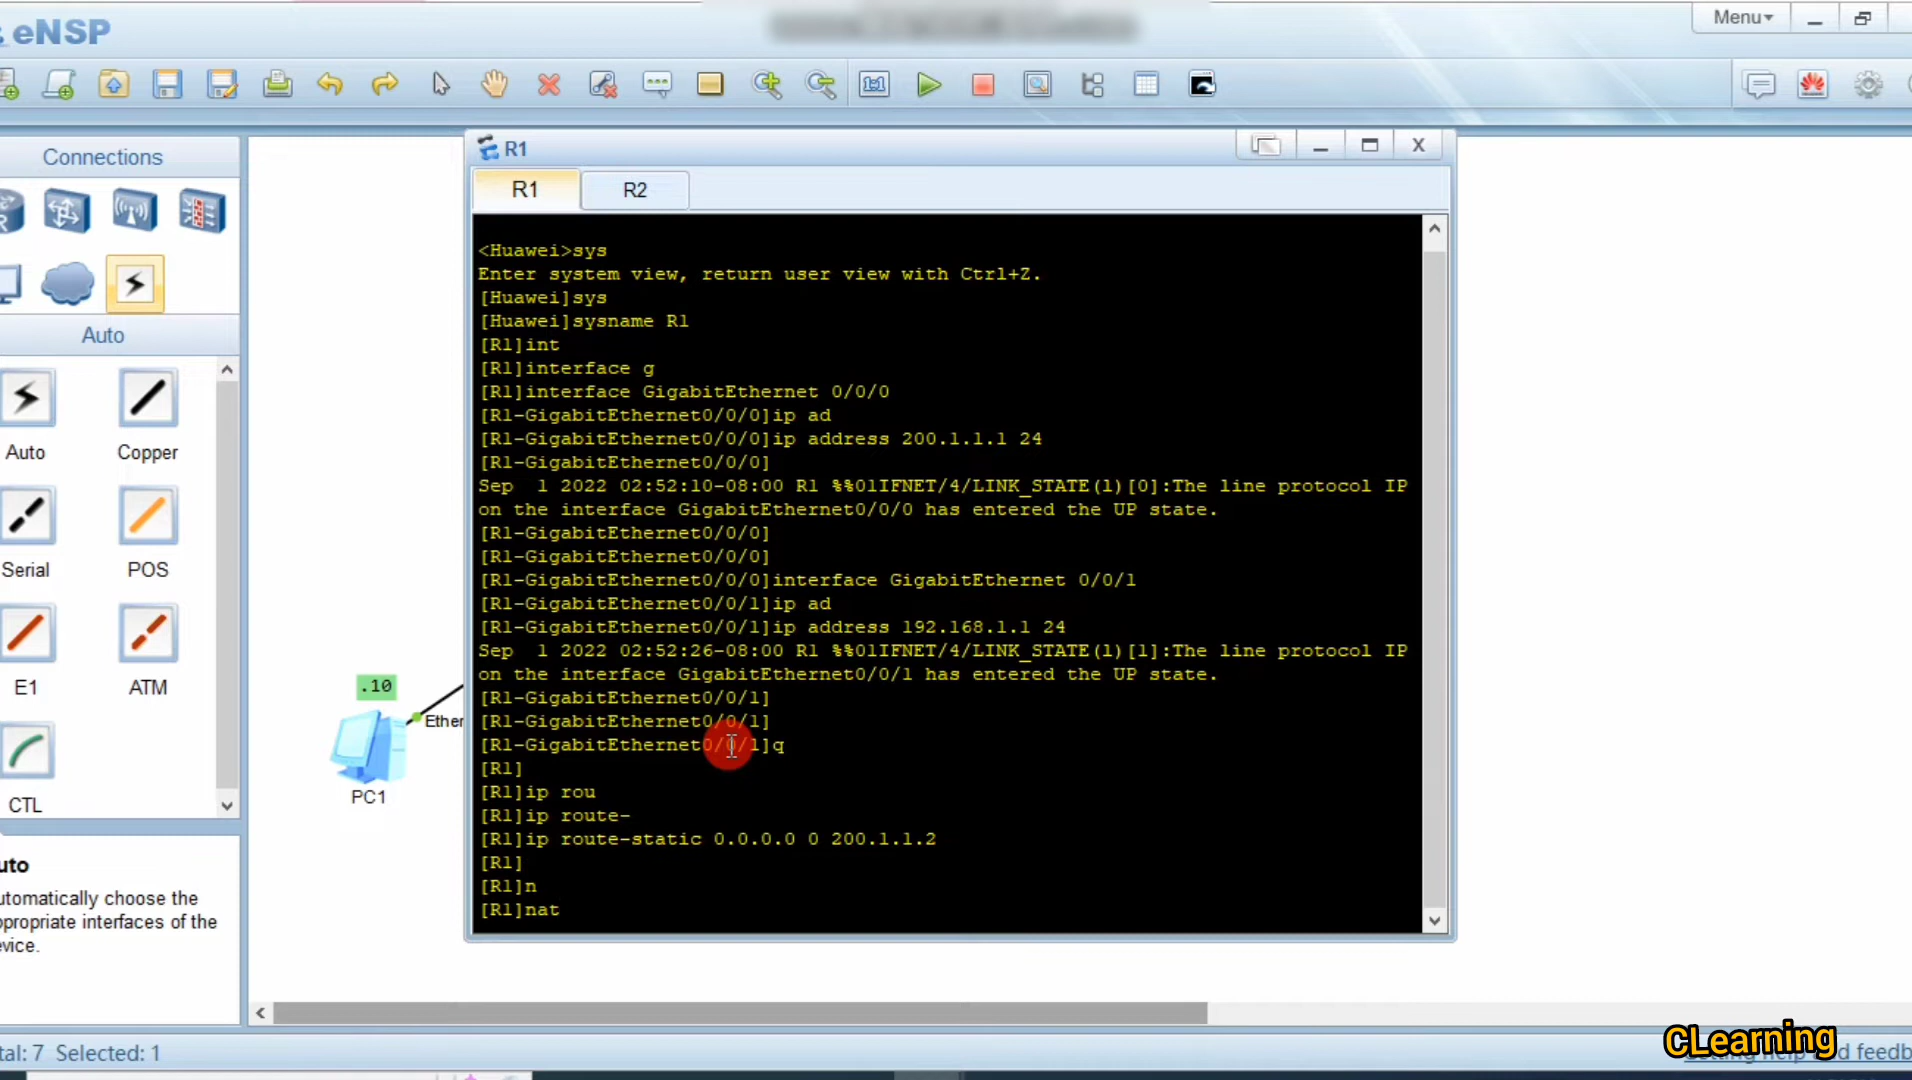 eNSP
Menu
Connections
Auto
Auto
Copper
Serial
POS
E1
ATM
CTL
uto
utomatically choose the
ppropriate interfaces of the
evice.
.10
Ether
PC1
R1
R1
R2
<Huawei>sys
Enter system view, return user view with Ctrl+Z.
[Huawei]sys
[Huawei]sysname R1
[R1]int
[R1]interface g
[R1]interface GigabitEthernet 0/0/0
[R1-GigabitEthernet0/0/0]ip ad
[R1-GigabitEthernet0/0/0]ip address 200.1.1.1 24
[R1-GigabitEthernet0/0/0]
Sep  1 2022 02:52:10-08:00 R1 %%01IFNET/4/LINK_STATE(l)[0]:The line protocol IP
on the interface GigabitEthernet0/0/0 has entered the UP state.
[R1-GigabitEthernet0/0/0]
[R1-GigabitEthernet0/0/0]
[R1-GigabitEthernet0/0/0]interface GigabitEthernet 0/0/1
[R1-GigabitEthernet0/0/1]ip ad
[R1-GigabitEthernet0/0/1]ip address 192.168.1.1 24
Sep  1 2022 02:52:26-08:00 R1 %%01IFNET/4/LINK_STATE(l)[1]:The line protocol IP
on the interface GigabitEthernet0/0/1 has entered the UP state.
[R1-GigabitEthernet0/0/1]
[R1-GigabitEthernet0/0/1]
[R1-GigabitEthernet0/0/1]q
[R1]
[R1]ip rou
[R1]ip route-
[R1]ip route-static 0.0.0.0 0 200.1.1.2
[R1]
[R1]n
[R1]nat
tal: 7 Selected: 1
CLearning
feedb